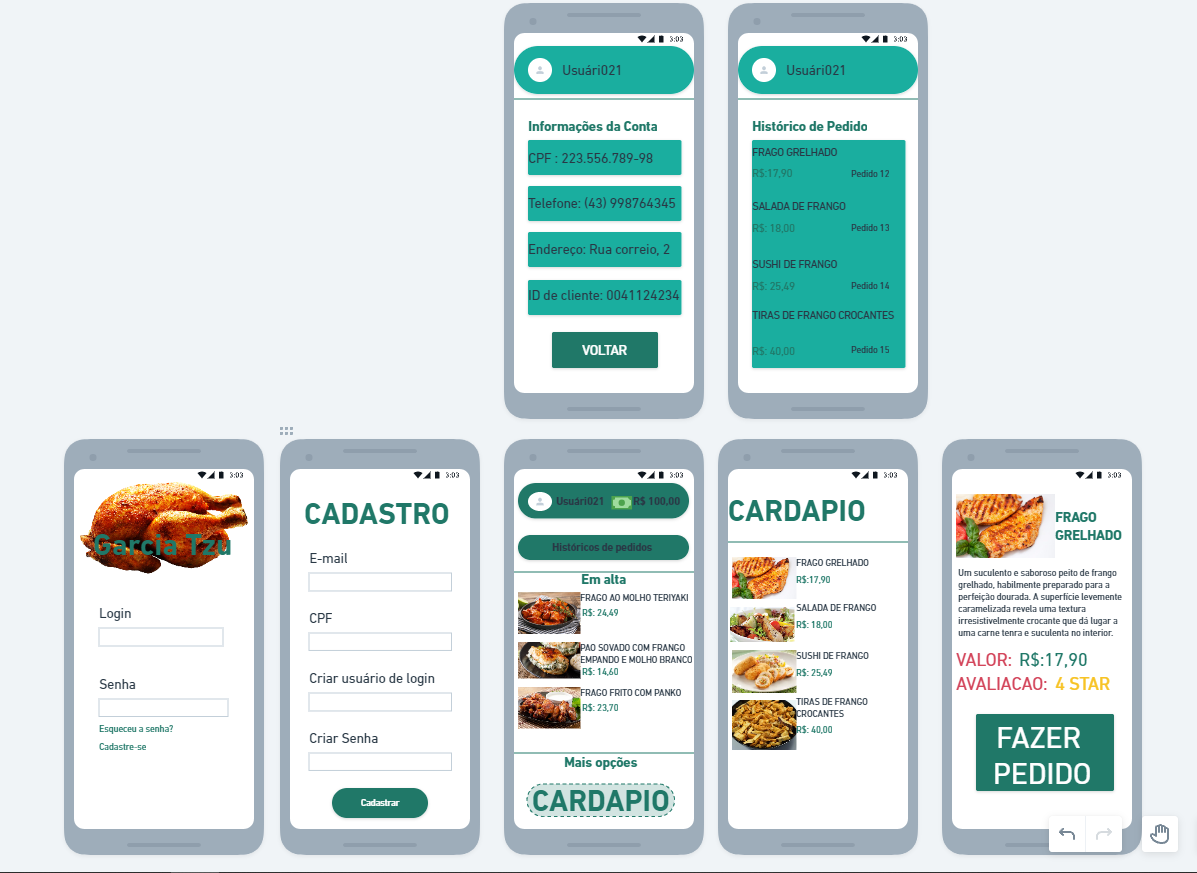 3:03
Usuári021
Informações da Conta
CPF : 223.556.789-98
Telefone: (43) 998764345
Endereço: Rua correio, 2
ID de cliente: 0041124234
VOLTAR
3:03
Usuári021
Histórico de Pedido
FRAGO GRELHADO
R$:17,90 Pedido 12
SALADA DE FRANGO
R$: 18,00 Pedido 13
SUSHI DE FRANGO
R$: 25,49 Pedido 14
TIRAS DE FRANGO CROCANTES
R$: 40,00 Pedido 15
3:03
Garcia Tzu
Login
Senha
Esqueceu a senha?
Cadastre-se
3:03
CADASTRO
E-mail
CPF
Criar usuário de login
Criar Senha
Cadastrar
3:03
Usuári021 R$ 100,00
Históricos de pedidos
Em alta
FRAGO AO MOLHO TERIYAKI
R$: 24,49
PAO SOVADO COM FRANGO
EMPANDO E MOLHO BRANCO
R$: 14,60
FRAGO FRITO COM PANKO
R$: 23,70
Mais opções
CARDAPIO
3:03
CARDAPIO
FRAGO GRELHADO
R$:17,90
SALADA DE FRANGO
R$: 18,00
SUSHI DE FRANGO
R$: 25,49
TIRAS DE FRANGO
CROCANTES
R$: 40,00
3:03
FRAGO
GRELHADO
Um suculento e saboroso peito de frango
grelhado, habilmente preparado para a
perfeição dourada. A superfície levemente
caramelizada revela uma textura
irresistivelmente crocante que dá lugar a
uma carne tenra e suculenta no interior.
VALOR: R$:17,90
AVALIACAO: 4 STAR
FAZER
PEDIDO